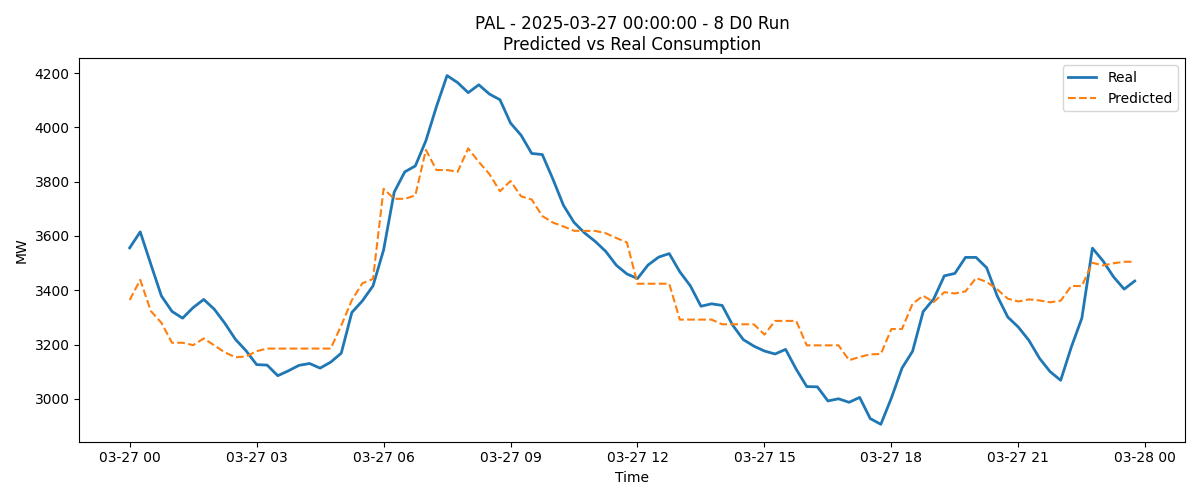 PAL - 2025-03-27 00:00:00 - 8 D0 Run
Predicted vs Real Consumption
Real
Predicted
MW
4200
4000
3800
3600
3400
3200
3000
03-27 00
03-27 03
03-27 06
03-27 09
03-27 12
03-27 15
03-27 18
03-27 21
03-28 00
Time